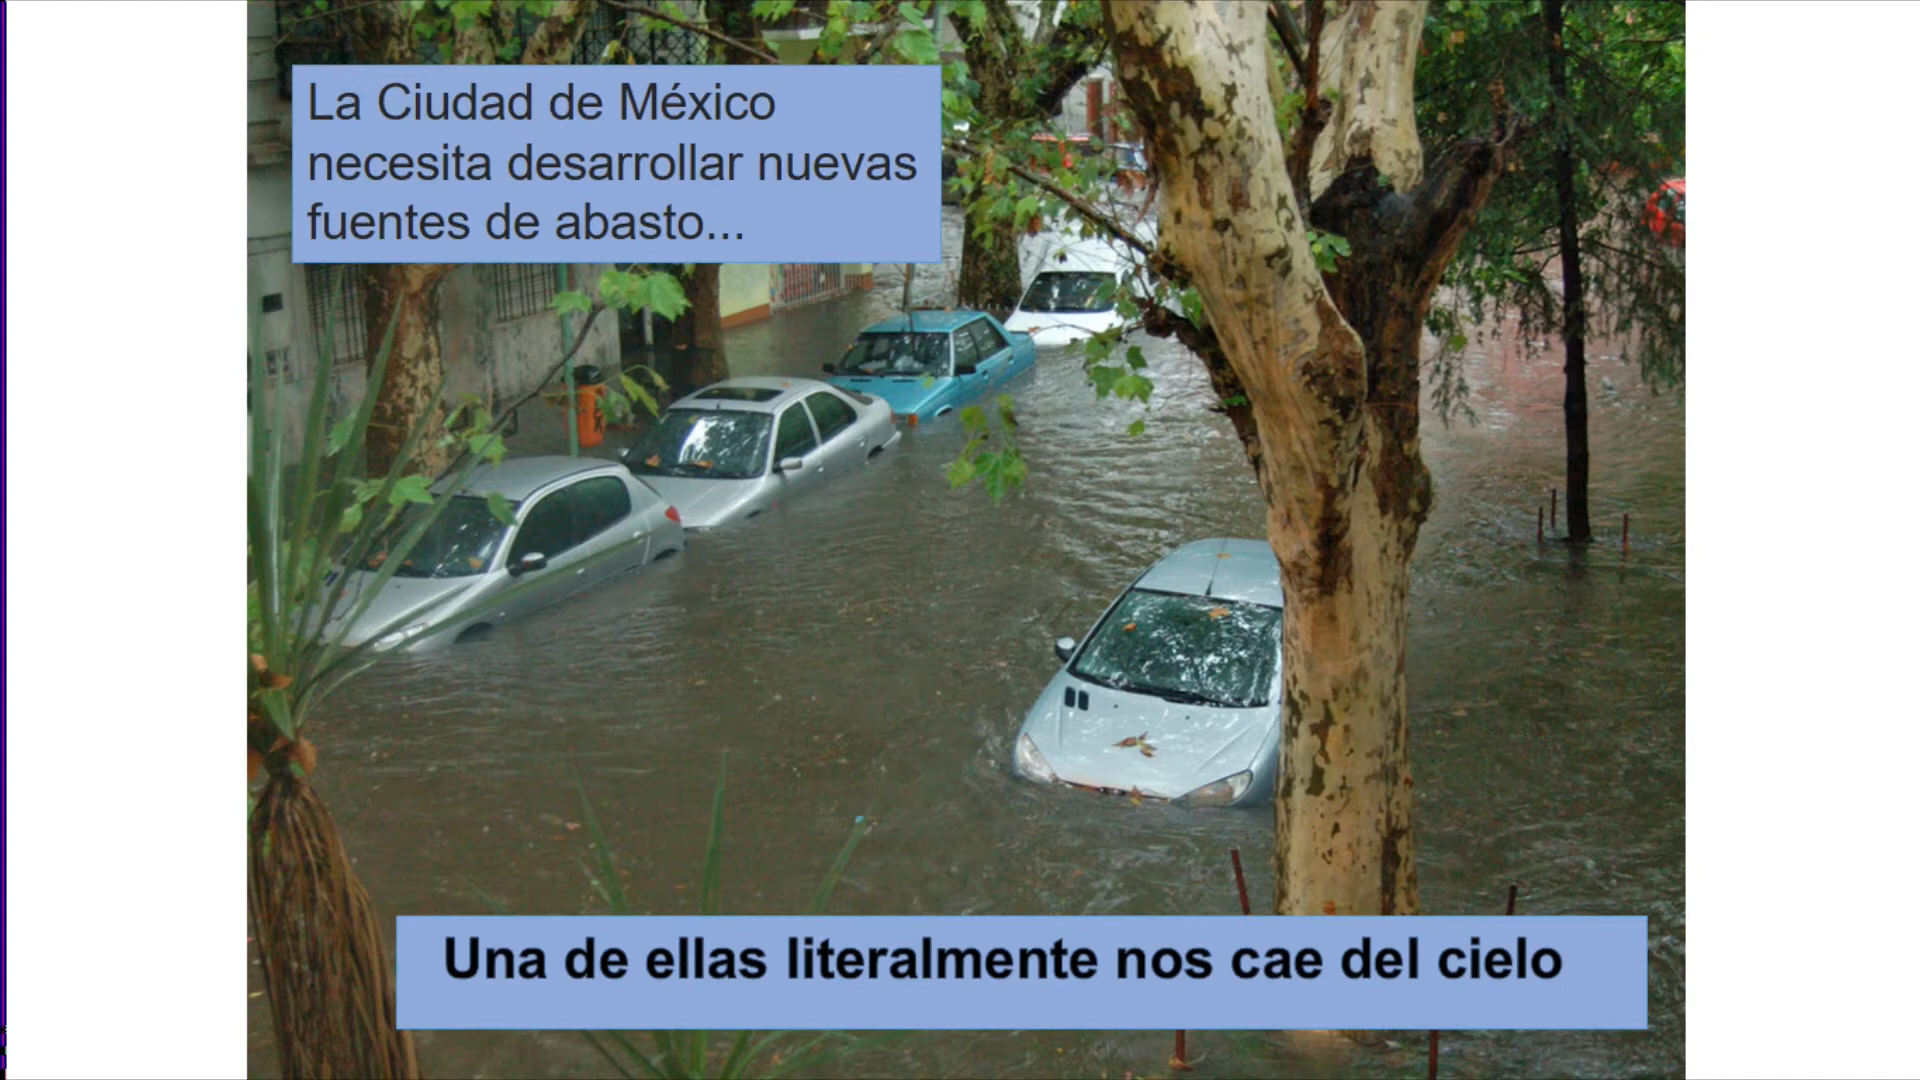 La Ciudad de México
necesita desarrollar nuevas
fuentes de abasto...
Una de ellas literalmente nos cae del cielo